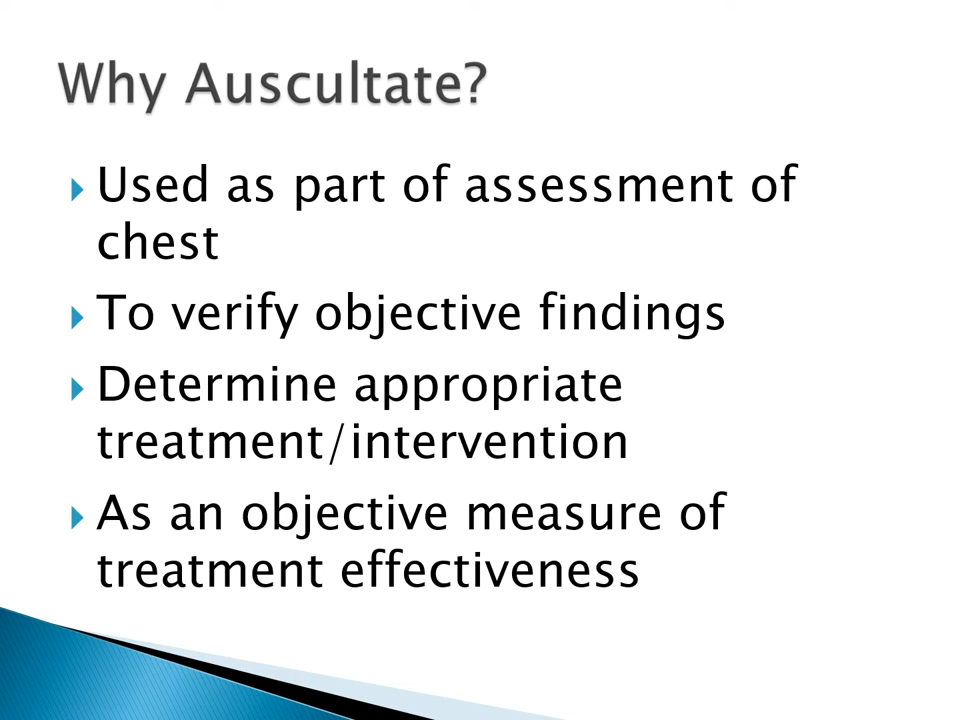 Why Auscultate?
Used as part of assessment of
chest
To verify objective findings
Determine appropriate
treatment/intervention
As an objective measure of
treatment effectiveness